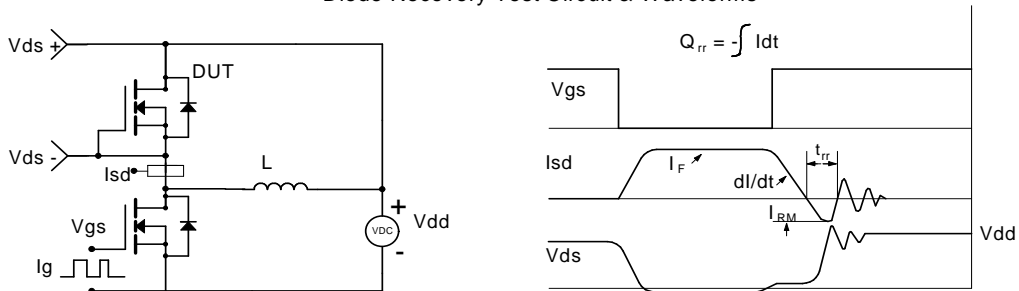 Diode Recovery Test Circuit & Waveforms
Vds +
DUT
Vds -
Isd
L
Vgs
Ig
+
VDC
-
Vdd
Q rr = - ∫ Idt
Vgs
Isd
I F
dI/dt
t rr
I RM
Vdd
Vds